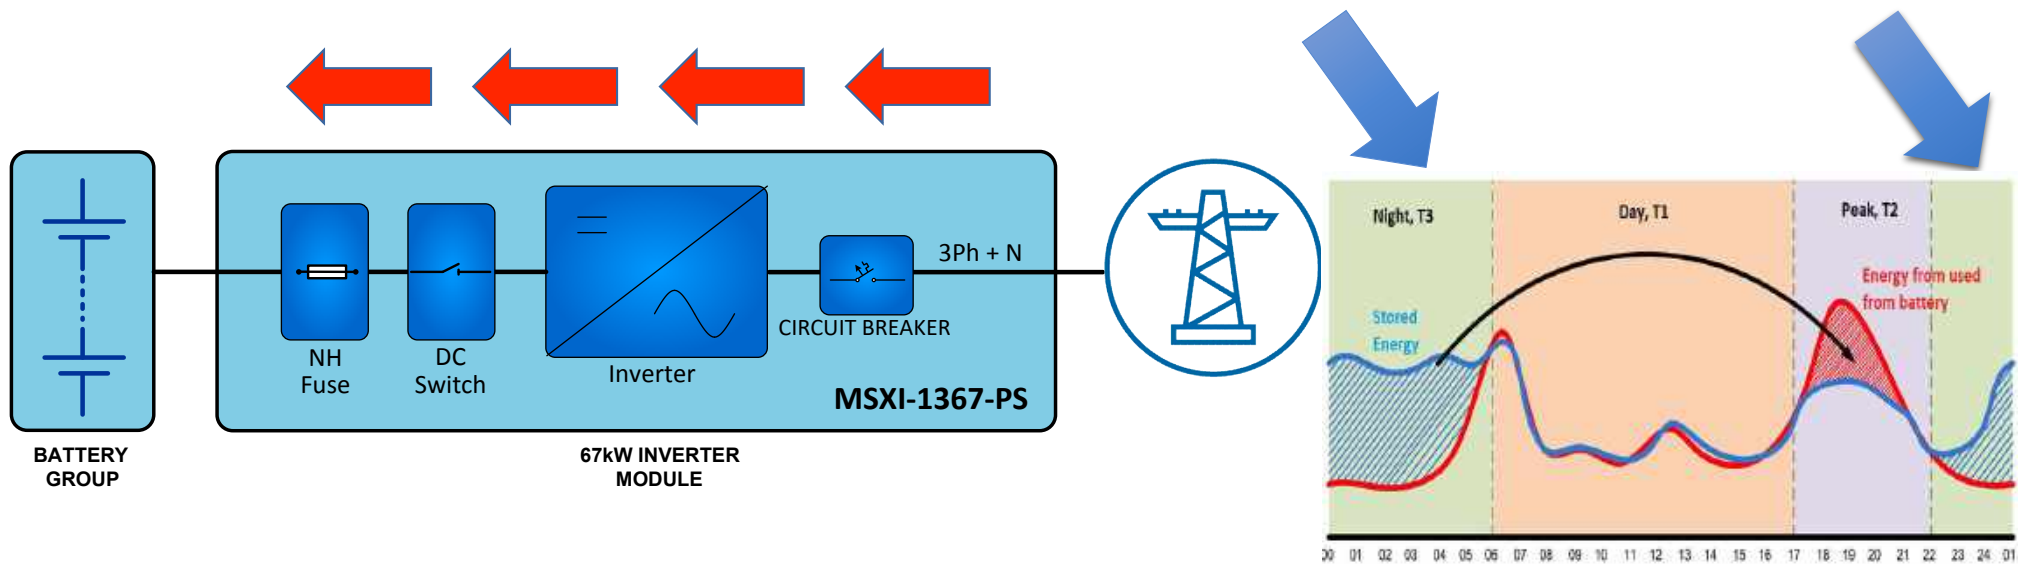 BATTERY
GROUP
NH
Fuse
DC
Switch
Inverter
CIRCUIT BREAKER
3Ph + N
MSXI-1367-PS
67kW INVERTER
MODULE
Night, T3
Day, T1
Peak, T2
Stored
Energy
Energy from used
from battery
00 01 02 03 04 05 06 07 08 09 10 11 12 13 14 15 16 17 18 19 20 21 22 23 24 01